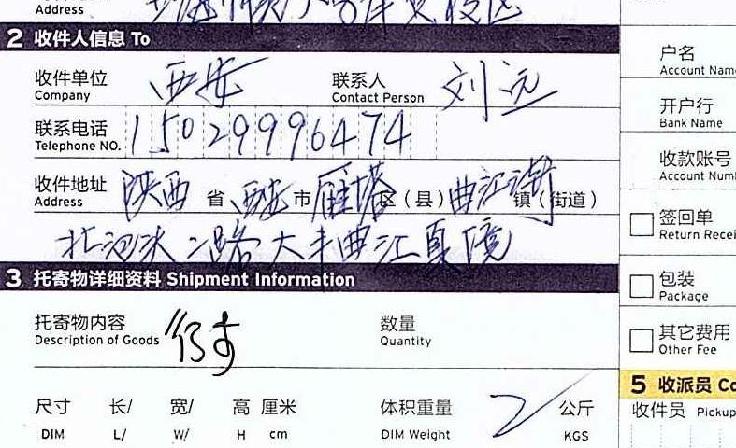 Address
2 收件人信息 To
收件单位 西安 联系人 刘远
Company Contact Person
联系电话 15029996474
Telephone NO.
收件地址 陕西 省 西安 市 雁塔 区(县) 曲江 镇(街道)
Address
北池头二路大丰曲江夏境
3 托寄物详细资料 Shipment Information
托寄物内容 数量
Description of Goods Quantity
尺寸 长/ 宽/ 高 厘米 体积重量 2 公斤
DIM L/ W/ H cm DIM Weight KGS
户名
Account Name
开户行
Bank Name
收款账号
Account Num
签回单
Return Recei
包装
Package
其它费用
Other Fee
5 收派员 Co
收件员 Pickup